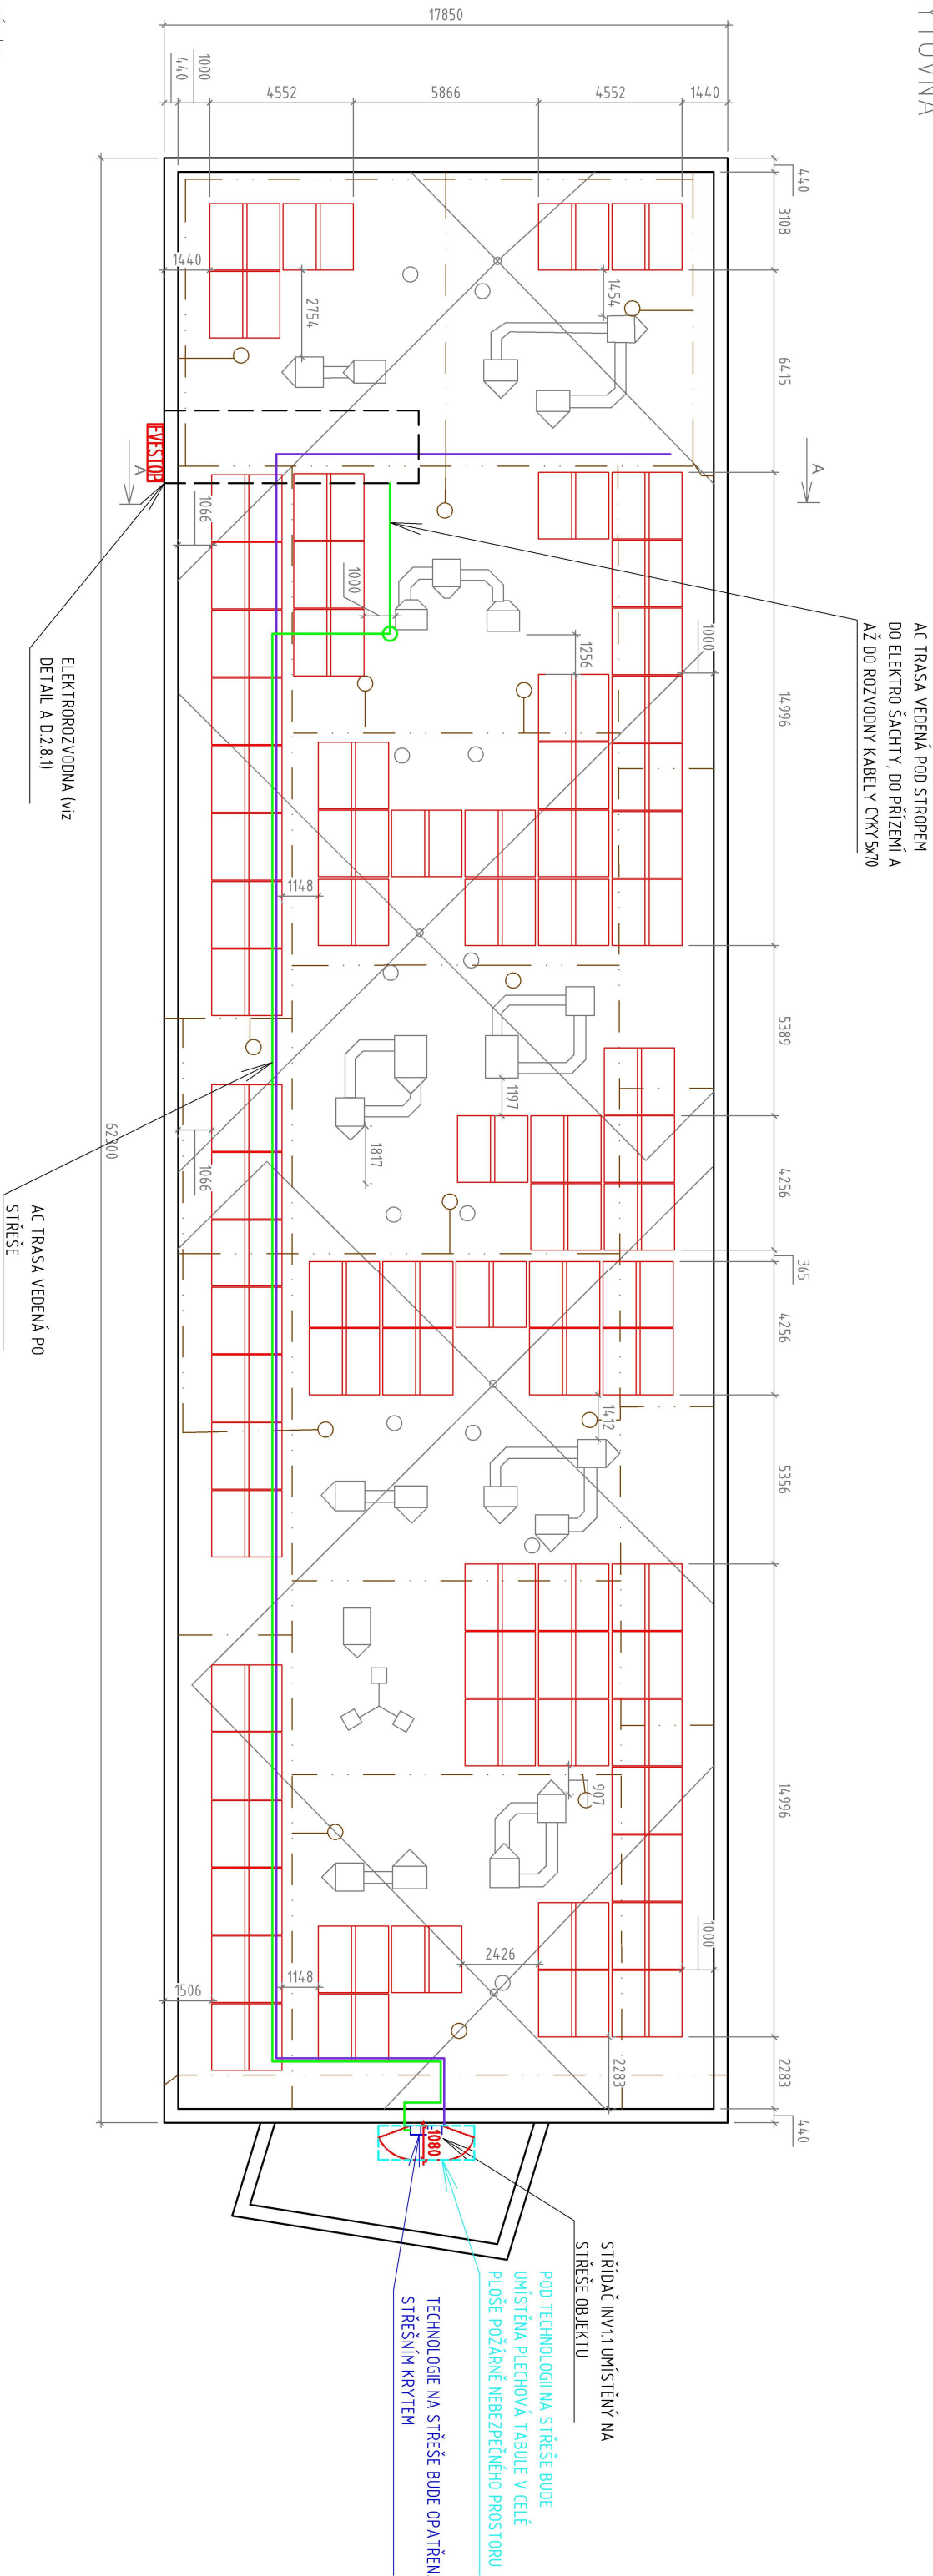 YTOVNA
17850
1000
440
4552
5866
4552
1440
440
3108
6415
14996
5389
4256
365
4256
5356
14996
2283
440
62300
1440
2754
1454
A
A
FVESTOP
1066
1000
1256
1000
1148
1197
1817
1066
1412
907
1000
2426
1148
1506
2283
1080
AC TRASA VEDENÁ POD STROPEM
DO ELEKTRO ŠACHTY, DO PŘÍZEMÍ A
AŽ DO ROZVODNY KABELY CYKY 5x70
ELEKTROROZVODNA (viz
DETAIL A D.2.8.1)
AC TRASA VEDENÁ PO
STŘEŠE
STŘÍDAČ INV1.1 UMÍSTĚNÝ NA
STŘEŠE OBJEKTU
POD TECHNOLOGII NA STŘEŠE BUDE
UMÍSTĚNA PLECHOVÁ TABULE V CELÉ
PLOŠE POŽÁRNĚ NEBEZPEČNÉHO PROSTORU
TECHNOLOGIE NA STŘEŠE BUDE OPATŘEN
STŘEŠNÍM KRYTEM